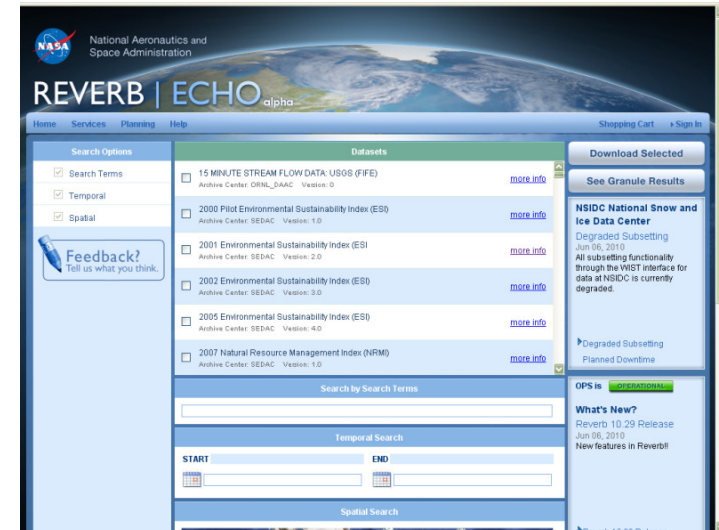 NASA
National Aeronautics and
Space Administration
REVERB | ECHO alpha
Home Services Planning Help
Shopping Cart Sign In
Search Options
Search Terms
Temporal
Spatial
Feedback?
Tell us what you think.
Datasets
15 MINUTE STREAM FLOW DATA: USGS (FIFE)
Archive Center: ORNL_DAAC Version: 0
more info
2000 Pilot Environmental Sustainability Index (ESI)
Archive Center: SEDAC Version: 1.0
more info
2001 Environmental Sustainability Index (ESI
Archive Center: SEDAC Version: 2.0
more info
2002 Environmental Sustainability Index (ESI)
Archive Center: SEDAC Version: 3.0
more info
2005 Environmental Sustainability Index (ESI)
Archive Center: SEDAC Version: 4.0
more info
2007 Natural Resource Management Index (NRMI)
Archive Center: SEDAC Version: 1.0
more info
Search by Search Terms
Temporal Search
START END
Spatial Search
Download Selected
See Granule Results
NSIDC National Snow and
Ice Data Center
Degraded Subsetting
Jun 06, 2010
All subsetting functionality
through the WIST interface for
data at NSIDC is currently
degraded.
Degraded Subsetting
Planned Downtime
OPS is OPERATIONAL
What's New?
Reverb 10.29 Release
Jun 06, 2010
New features in Reverb!!